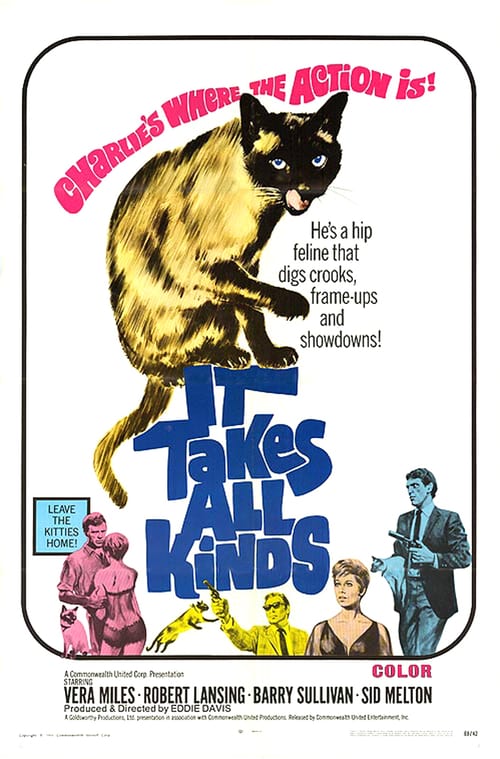 CHARLIE'S WHERE THE ACTION IS!
He's a hip
feline that
digs crooks,
frame-ups
and
showdowns!
IT
TAKES
ALL
KINDS
LEAVE
THE
KITTIES
HOME!
COLOR
A Commonwealth United Corp. Presentation
STARRING
VERA MILES · ROBERT LANSING · BARRY SULLIVAN · SID MELTON
Produced & Directed by EDDIE DAVIS
A Goldsworthy Productions, Ltd. presentation in association with Commonwealth United Productions. Released by Commonwealth United Entertainment, Inc.